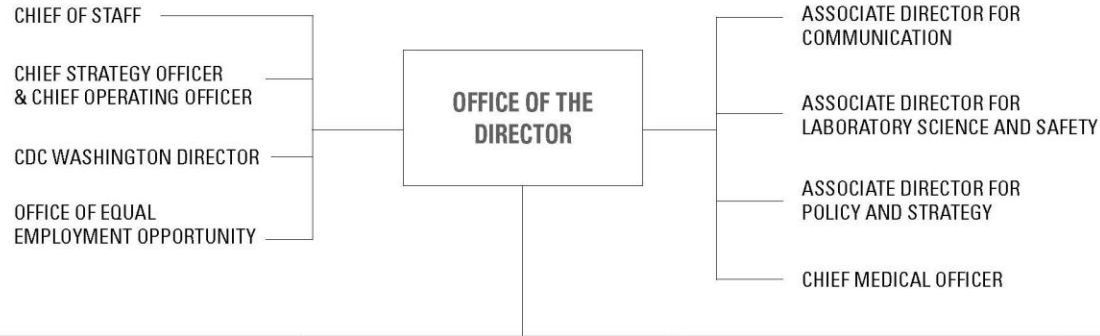 CHIEF OF STAFF
CHIEF STRATEGY OFFICER
& CHIEF OPERATING OFFICER
CDC WASHINGTON DIRECTOR
OFFICE OF EQUAL
EMPLOYMENT OPPORTUNITY
OFFICE OF THE
DIRECTOR
ASSOCIATE DIRECTOR FOR
COMMUNICATION
ASSOCIATE DIRECTOR FOR
LABORATORY SCIENCE AND SAFETY
ASSOCIATE DIRECTOR FOR
POLICY AND STRATEGY
CHIEF MEDICAL OFFICER